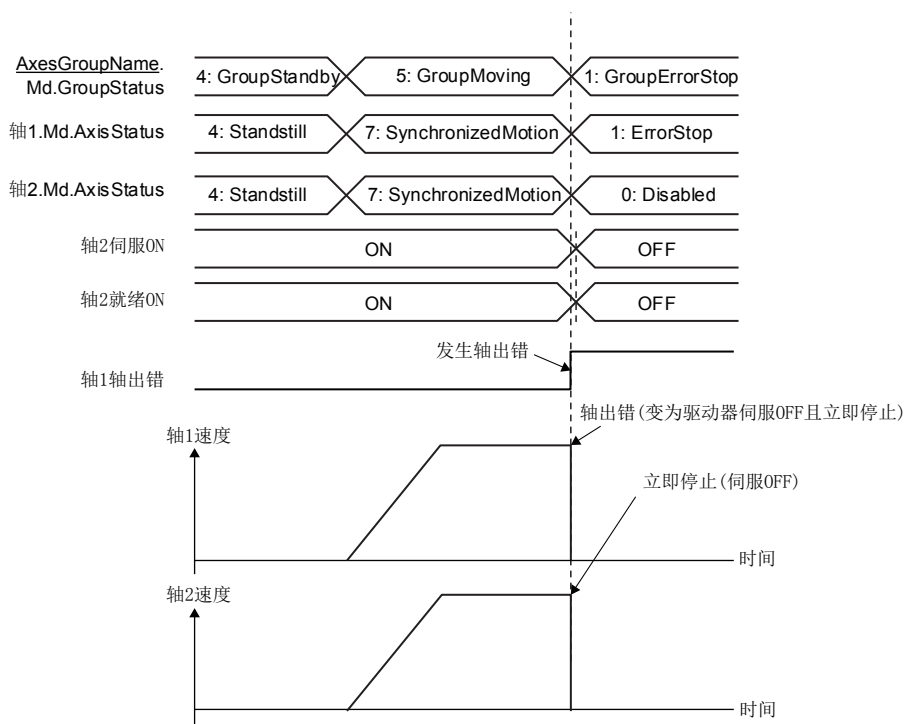 AxesGroupName.
Md.GroupStatus
4: GroupStandby
5: GroupMoving
1: GroupErrorStop
轴1.Md.AxisStatus
4: Standstill
7: SynchronizedMotion
1: ErrorStop
轴2.Md.AxisStatus
4: Standstill
7: SynchronizedMotion
0: Disabled
轴2伺服ON
ON
OFF
轴2就绪ON
ON
OFF
发生轴出错
轴1轴出错
轴出错(变为驱动器伺服OFF且立即停止)
轴1速度
立即停止(伺服OFF)
时间
轴2速度
时间